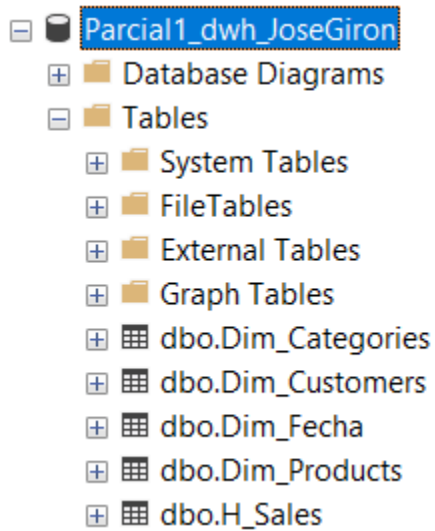 Parcial1_dwh_JoseGiron
Database Diagrams
Tables
System Tables
FileTables
External Tables
Graph Tables
dbo.Dim_Categories
dbo.Dim_Customers
dbo.Dim_Fecha
dbo.Dim_Products
dbo.H_Sales